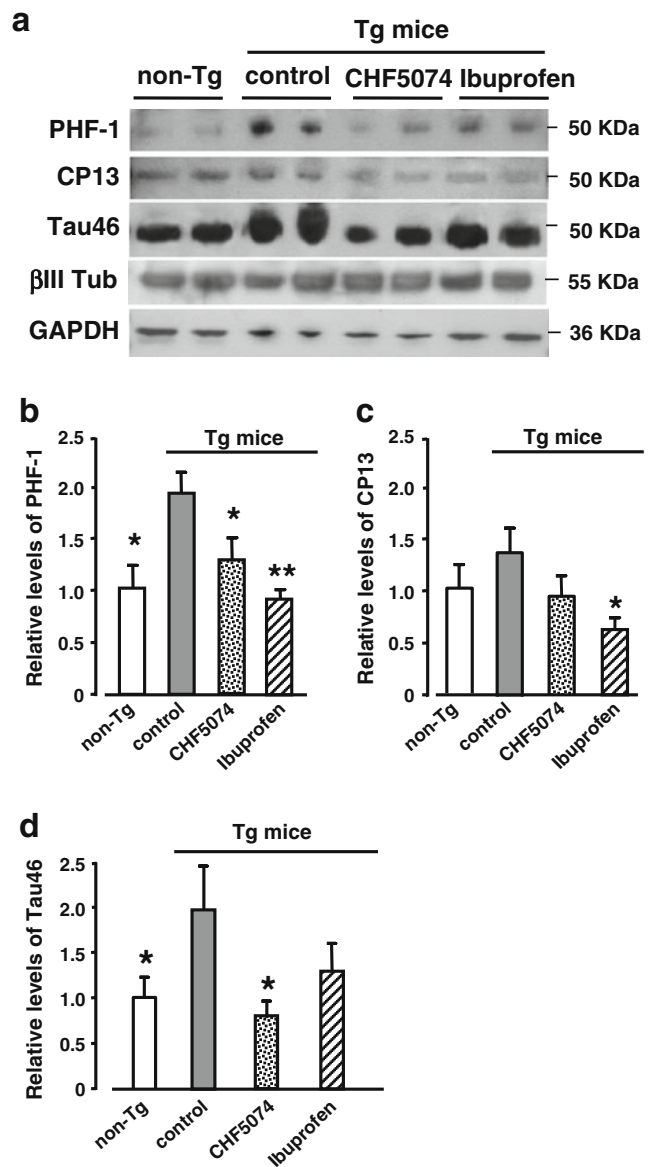 a
Tg mice
non-Tg control CHF5074 Ibuprofen
PHF-1 50 KDa
CP13 50 KDa
Tau46 50 KDa
βIII Tub 55 KDa
GAPDH 36 KDa
b
Tg mice
Relative levels of PHF-1
2.5
2.0
1.5
1.0
0.5
0
*
*
**
non-Tg
control
CHF5074
Ibuprofen
c
Tg mice
Relative levels of CP13
2.5
2.0
1.5
1.0
0.5
0
*
non-Tg
control
CHF5074
Ibuprofen
d
Tg mice
Relative levels of Tau46
2.5
2.0
1.5
1.0
0.5
0
*
*
non-Tg
control
CHF5074
Ibuprofen